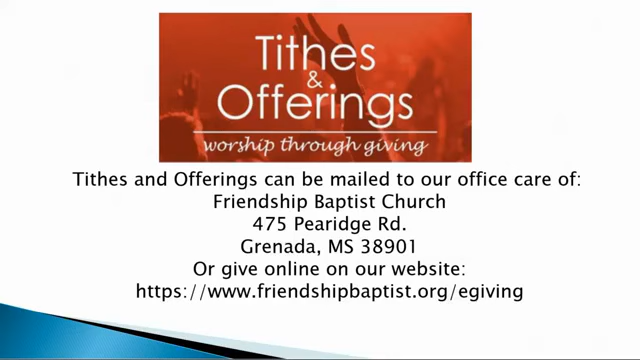 Tithes
&
Offerings
worship through giving
Tithes and Offerings can be mailed to our office care of:
Friendship Baptist Church
475 Pearidge Rd.
Grenada, MS 38901
Or give online on our website:
https://www.friendshipbaptist.org/egiving